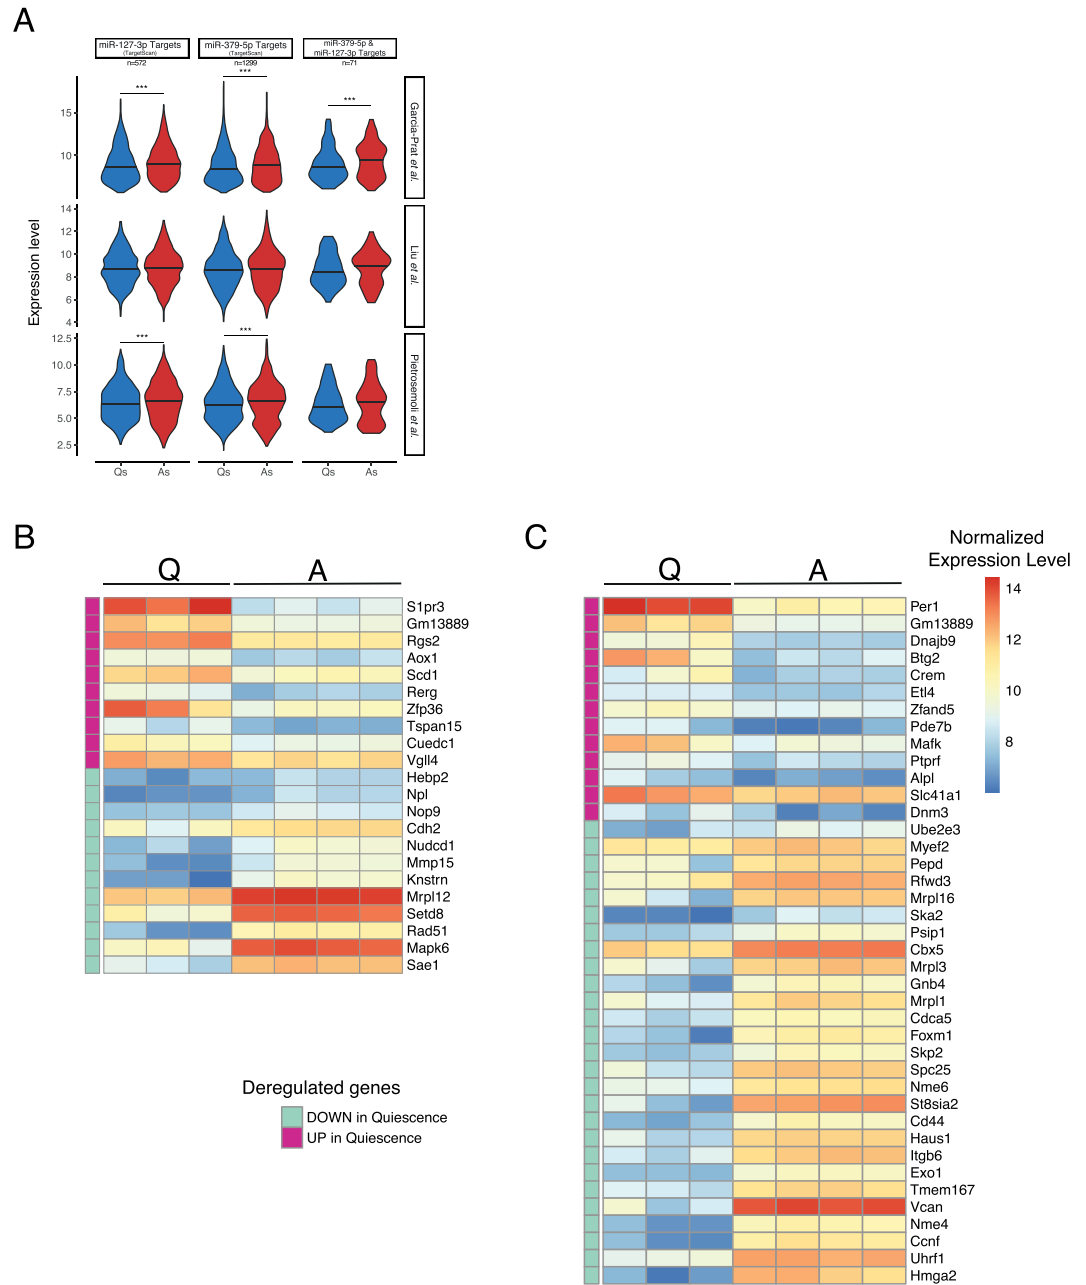 A
miR-127-3p Targets
(TargetScan)
n=572
miR-379-5p Targets
(TargetScan)
n=1299
miR-379-5p &
miR-127-3p Targets
n=71
Expression level
15
10
***
***
***
Garcia-Prat et al.
14
12
10
8
6
4
Liu et al.
12.5
10.0
7.5
5.0
2.5
***
***
Pietrosemoli et al.
Qs
As
Qs
As
Qs
As
B
Q
A
S1pr3
Gm13889
Rgs2
Aox1
Scd1
Rerg
Zfp36
Tspan15
Cuedc1
Vgll4
Hebp2
Npl
Nop9
Cdh2
Nudcd1
Mmp15
Knstrn
Mrpl12
Setd8
Rad51
Mapk6
Sae1
Deregulated genes
DOWN in Quiescence
UP in Quiescence
C
Q
A
Per1
Gm13889
Dnajb9
Btg2
Crem
Etl4
Zfand5
Pde7b
Mafk
Ptprf
Alpl
Slc41a1
Dnm3
Ube2e3
Myef2
Pepd
Rfwd3
Mrpl16
Ska2
Psip1
Cbx5
Mrpl3
Gnb4
Mrpl1
Cdca5
Foxm1
Skp2
Spc25
Nme6
St8sia2
Cd44
Haus1
Itgb6
Exo1
Tmem167
Vcan
Nme4
Ccnf
Uhrf1
Hmga2
Normalized
Expression Level
14
12
10
8